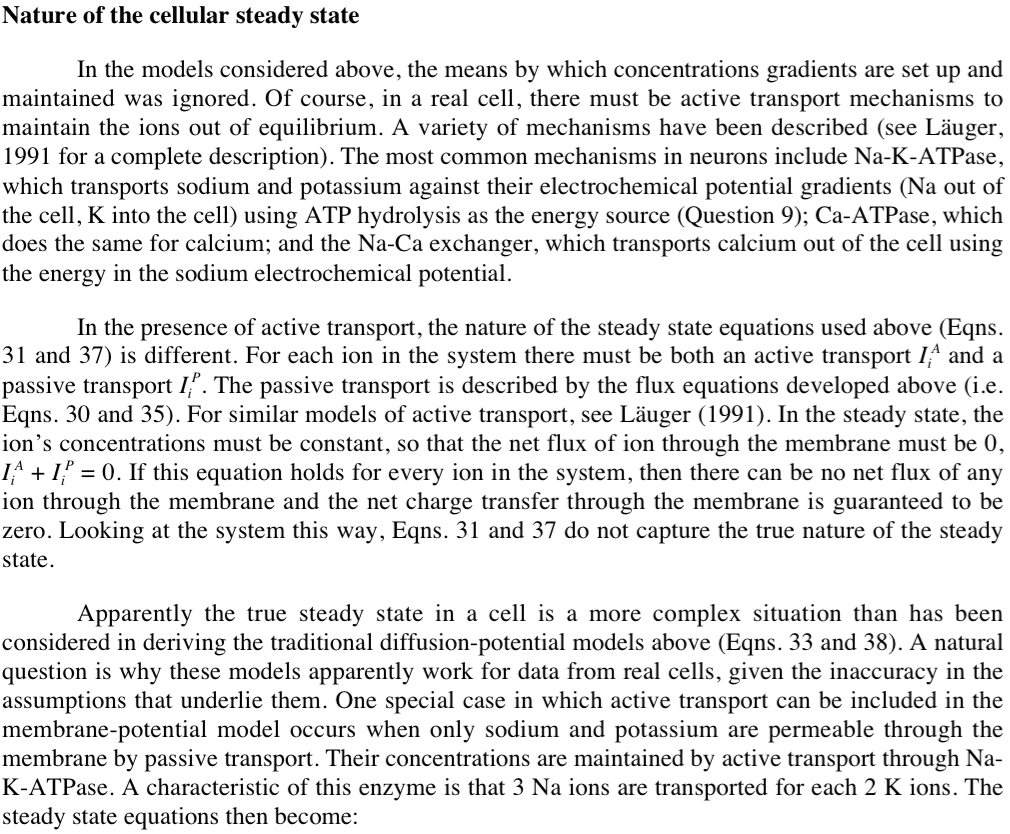 Nature of the cellular steady state
In the models considered above, the means by which concentrations gradients are set up and
maintained was ignored. Of course, in a real cell, there must be active transport mechanisms to
maintain the ions out of equilibrium. A variety of mechanisms have been described (see Läuger,
1991 for a complete description). The most common mechanisms in neurons include Na-K-ATPase,
which transports sodium and potassium against their electrochemical potential gradients (Na out of
the cell, K into the cell) using ATP hydrolysis as the energy source (Question 9); Ca-ATPase, which
does the same for calcium; and the Na-Ca exchanger, which transports calcium out of the cell using
the energy in the sodium electrochemical potential.
In the presence of active transport, the nature of the steady state equations used above (Eqns.
31 and 37) is different. For each ion in the system there must be both an active transport I_i^A and a
passive transport I_i^P. The passive transport is described by the flux equations developed above (i.e.
Eqns. 30 and 35). For similar models of active transport, see Läuger (1991). In the steady state, the
ion's concentrations must be constant, so that the net flux of ion through the membrane must be 0,
I_i^A + I_i^P = 0. If this equation holds for every ion in the system, then there can be no net flux of any
ion through the membrane and the net charge transfer through the membrane is guaranteed to be
zero. Looking at the system this way, Eqns. 31 and 37 do not capture the true nature of the steady
state.
Apparently the true steady state in a cell is a more complex situation than has been
considered in deriving the traditional diffusion-potential models above (Eqns. 33 and 38). A natural
question is why these models apparently work for data from real cells, given the inaccuracy in the
assumptions that underlie them. One special case in which active transport can be included in the
membrane-potential model occurs when only sodium and potassium are permeable through the
membrane by passive transport. Their concentrations are maintained by active transport through Na-
K-ATPase. A characteristic of this enzyme is that 3 Na ions are transported for each 2 K ions. The
steady state equations then become: